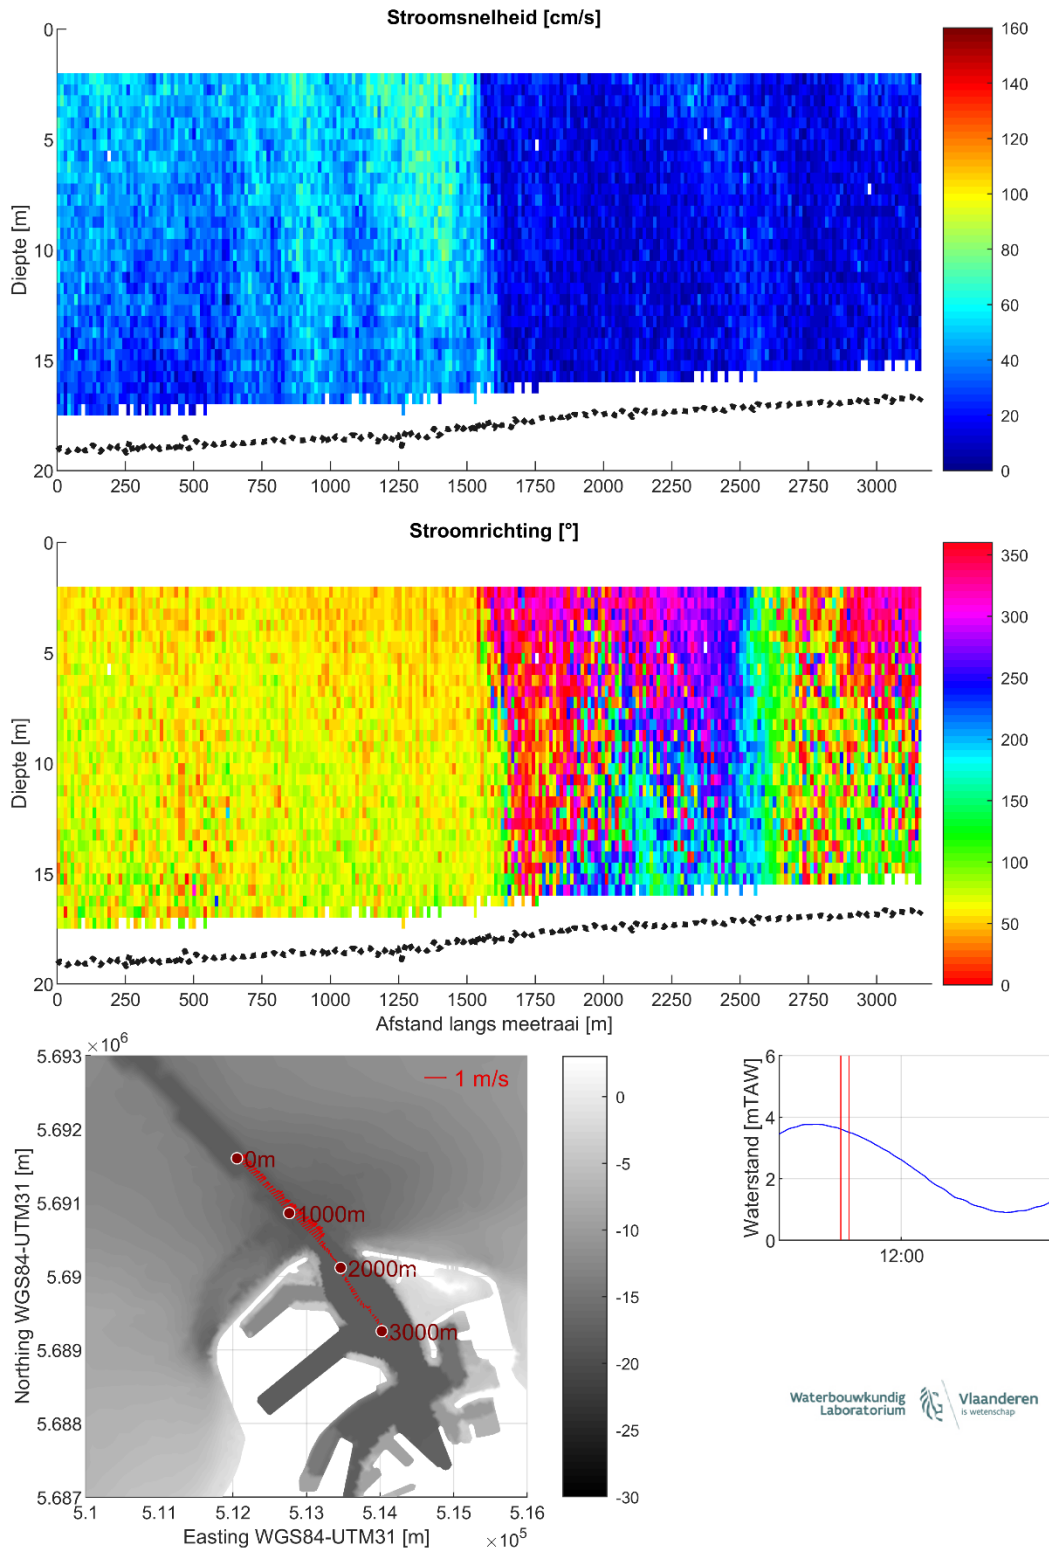 Stroomsnelheid [cm/s]
0
5
10
15
20
Diepte [m]
0 250 500 750 1000 1250 1500 1750 2000 2250 2500 2750 3000
160
140
120
100
80
60
40
20
0
Stroomrichting [°]
0
5
10
15
20
Diepte [m]
0 250 500 750 1000 1250 1500 1750 2000 2250 2500 2750 3000
Afstand langs meetraai [m]
350
300
250
200
150
100
50
0
×10⁶
5.693
5.692
5.691
5.69
5.689
5.688
5.687
Northing WGS84-UTM31 [m]
1 m/s
0m
1000m
2000m
3000m
5.1 5.12 5.13 5.14 5.15 5.16
Easting WGS84-UTM31 [m]
×10⁵
0
-5
-10
-15
-20
-25
-30
6
4
2
0
Waterstand [mTAW]
12:00
Waterbouwkundig
Laboratorium
Vlaanderen
is wetenschap